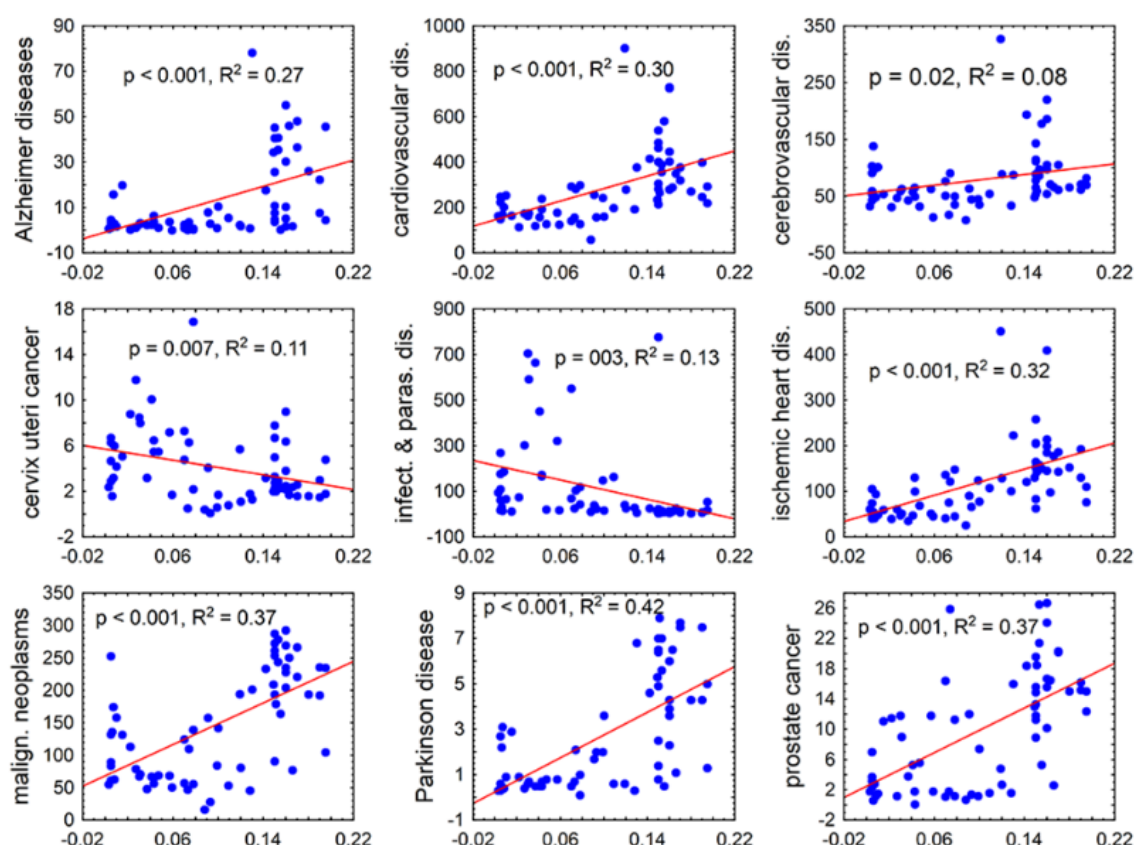 Alzheimer diseases
90
70
50
30
10
-10
p < 0.001, R² = 0.27
-0.02 0.06 0.14 0.22
cardiovascular dis.
1000
800
600
400
200
0
p < 0.001, R² = 0.30
-0.02 0.06 0.14 0.22
cerebrovascular dis.
350
250
150
50
-50
p = 0.02, R² = 0.08
-0.02 0.06 0.14 0.22
cervix uteri cancer
18
14
10
6
2
-2
p = 0.007, R² = 0.11
-0.02 0.06 0.14 0.22
infect. & paras. dis.
900
700
500
300
100
-100
p = 003, R² = 0.13
-0.02 0.06 0.14 0.22
ischemic heart dis.
500
400
300
200
100
0
p < 0.001, R² = 0.32
-0.02 0.06 0.14 0.22
malign. neoplasms
350
300
250
200
150
100
50
0
p < 0.001, R² = 0.37
-0.02 0.06 0.14 0.22
Parkinson disease
9
7
5
3
1
-1
p < 0.001, R² = 0.42
-0.02 0.06 0.14 0.22
prostate cancer
26
22
18
14
10
6
2
-2
p < 0.001, R² = 0.37
-0.02 0.06 0.14 0.22